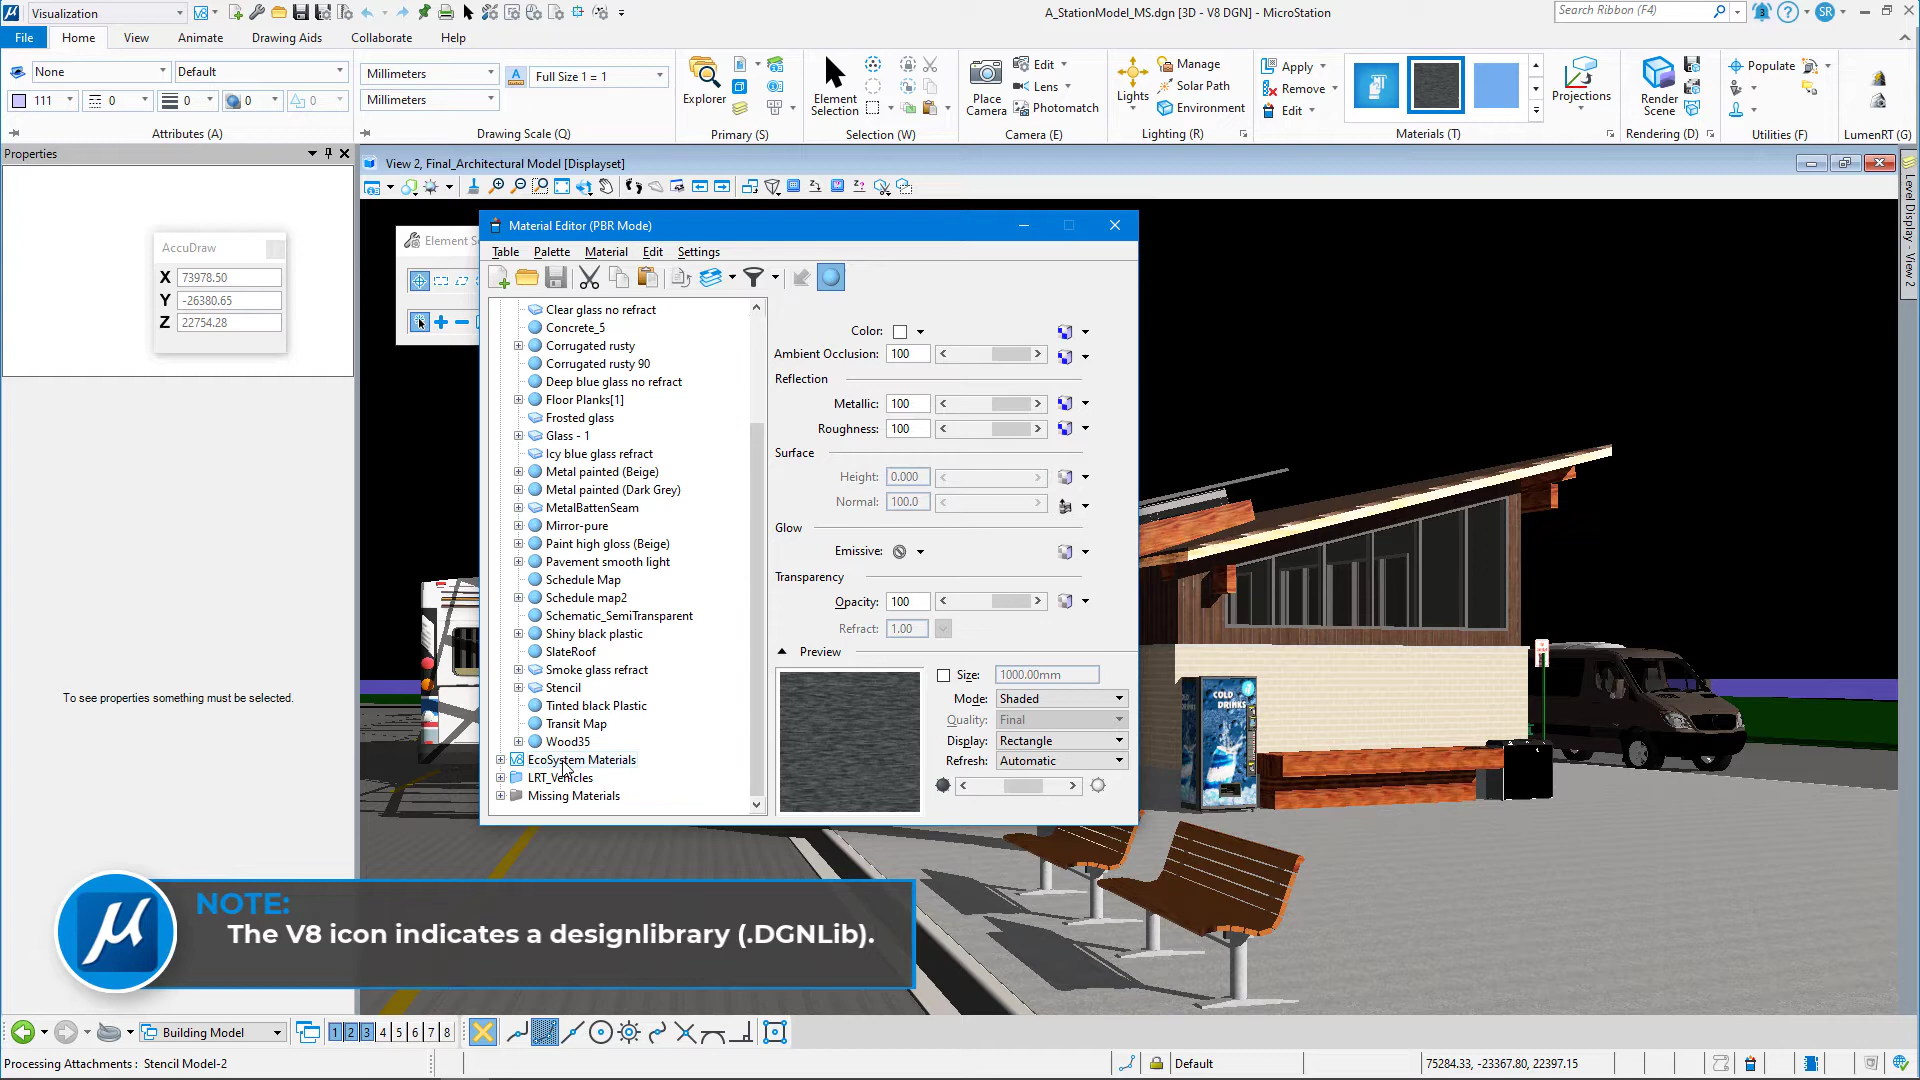 Visualization
A_StationModel_MS.dgn [3D - V8 DGN] - MicroStation
Search Ribbon (F4)
3
SR
File
Home
View
Animate
Drawing Aids
Collaborate
Help
None
Default
111
0
0
0
0
Attributes (A)
Millimeters
Full Size 1 = 1
Millimeters
Drawing Scale (Q)
Explorer
Primary (S)
Element Selection
Selection (W)
Place Camera
Edit
Lens
Photomatch
Camera (E)
Lights
Manage
Solar Path
Environment
Lighting (R)
Apply
Remove
Edit
Materials (T)
Projections
Render Scene
Rendering (D)
Populate
Utilities (F)
LumenRT (G)
Properties
View 2, Final_Architectural Model [Displayset]
Level Display - View 2
AccuDraw
X 73978.50
Y -26380.65
Z 22754.28
To see properties something must be selected.
Element S
Material Editor (PBR Mode)
Table Palette Material Edit Settings
Clear glass no refract
Concrete_5
Corrugated rusty
Corrugated rusty 90
Deep blue glass no refract
Floor Planks[1]
Frosted glass
Glass - 1
Icy blue glass refract
Metal painted (Beige)
Metal painted (Dark Grey)
MetalBattenSeam
Mirror-pure
Paint high gloss (Beige)
Pavement smooth light
Schedule Map
Schedule map2
Schematic_SemiTransparent
Shiny black plastic
SlateRoof
Smoke glass refract
Stencil
Tinted black Plastic
Transit Map
Wood35
V8 EcoSystem Materials
LRT_Vehicles
Missing Materials
Color:
Ambient Occlusion: 100
Reflection
Metallic: 100
Roughness: 100
Surface
Height: 0.000
Normal: 100.0
Glow
Emissive:
Transparency
Opacity: 100
Refract: 1.00
Preview
Size: 1000.00mm
Mode: Shaded
Quality: Final
Display: Rectangle
Refresh: Automatic
COLD
DRINKS
NOTE:
The V8 icon indicates a designlibrary (.DGNLib).
Building Model
1 2 3 4 5 6 7 8
Processing Attachments : Stencil Model-2
Default
75284.33, -23367.80, 22397.15